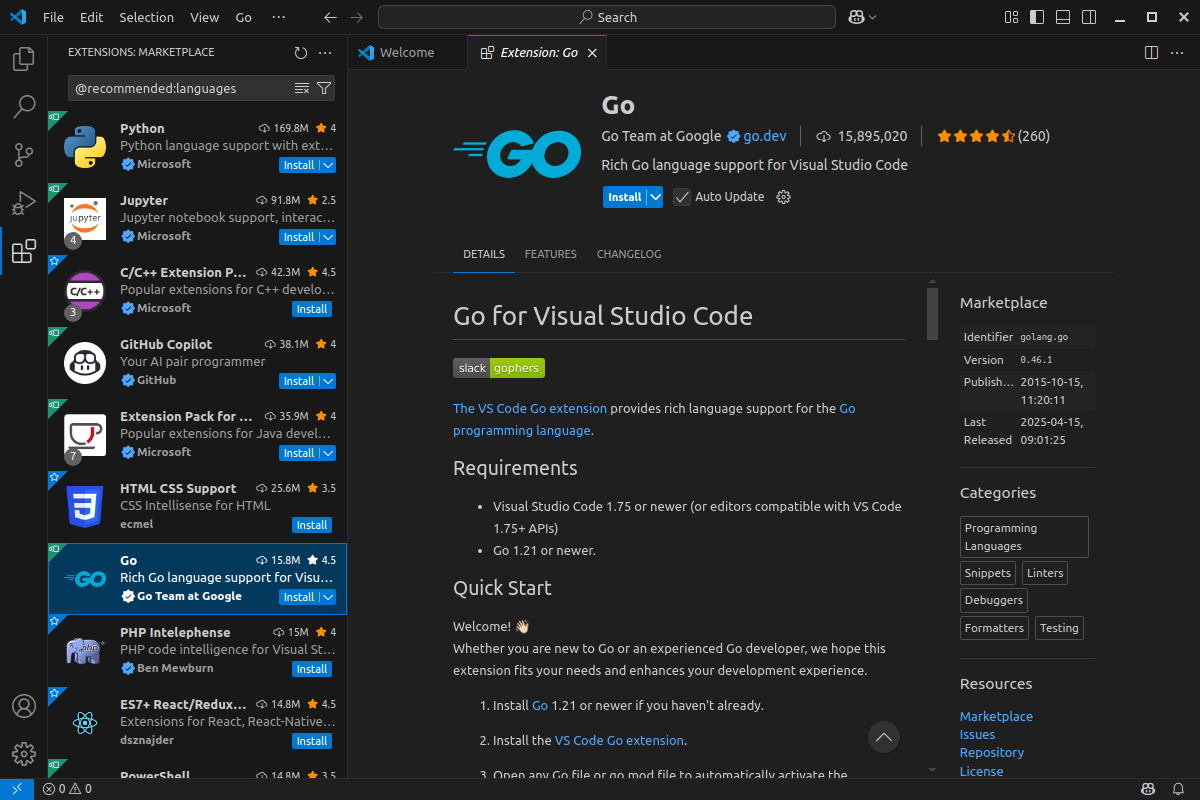 File Edit Selection View Go ···
Search
EXTENSIONS: MARKETPLACE
@recommended:languages
Python 169.8M 4
Python language support with ext…
Microsoft Install
Jupyter 91.8M 2.5
Jupyter notebook support, interac…
4 Microsoft Install
jupyter
C/C++ Extension P… 42.3M 4.5
Popular extensions for C++ develo…
C/C++
3 Microsoft Install
GitHub Copilot 38.1M 4
Your AI pair programmer
GitHub Install
Extension Pack for … 35.9M 4
Popular extensions for Java devel…
7 Microsoft Install
HTML CSS Support 25.6M 3.5
CSS Intellisense for HTML
ecmel Install
Go 15.8M 4.5
Rich Go language support for Visu…
GO
Go Team at Google Install
PHP Intelephense 15M 4
PHP code intelligence for Visual St…
php
Ben Mewburn Install
ES7+ React/Redux… 14.8M 4.5
Extensions for React, React-Native…
dsznajder Install
PowerShell 14.8M 3.5
Welcome
Extension: Go
GO
Go
Go Team at Google go.dev 15,895,020 (260)
Rich Go language support for Visual Studio Code
Install Auto Update
DETAILS FEATURES CHANGELOG
Go for Visual Studio Code
slack gophers
The VS Code Go extension provides rich language support for the Go
programming language.
Requirements
• Visual Studio Code 1.75 or newer (or editors compatible with VS Code
1.75+ APIs)
• Go 1.21 or newer.
Quick Start
Welcome! 👋🏻
Whether you are new to Go or an experienced Go developer, we hope this
extension fits your needs and enhances your development experience.
1. Install Go 1.21 or newer if you haven't already.
2. Install the VS Code Go extension.
3. Open any Go file or go.mod file to automatically activate the
Marketplace
Identifier golang.go
Version 0.46.1
Publish… 2015-10-15,
11:20:11
Last 2025-04-15,
Released 09:01:25
Categories
Programming
Languages
Snippets Linters
Debuggers
Formatters Testing
Resources
Marketplace
Issues
Repository
License
0 0